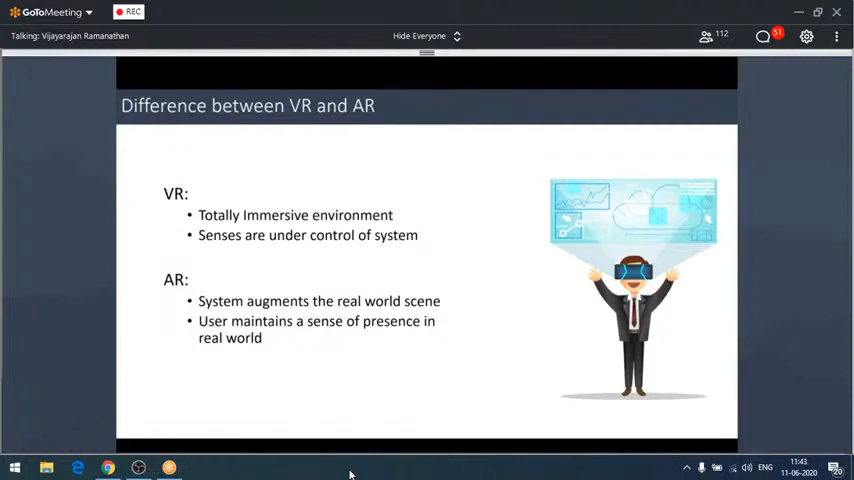 GoToMeeting
REC
Talking: Vijayarajan Ramanathan
Hide Everyone
112
51
Difference between VR and AR
VR:
• Totally Immersive environment
• Senses are under control of system
AR:
• System augments the real world scene
• User maintains a sense of presence in
real world
ENG
11:43
11-06-2020
20